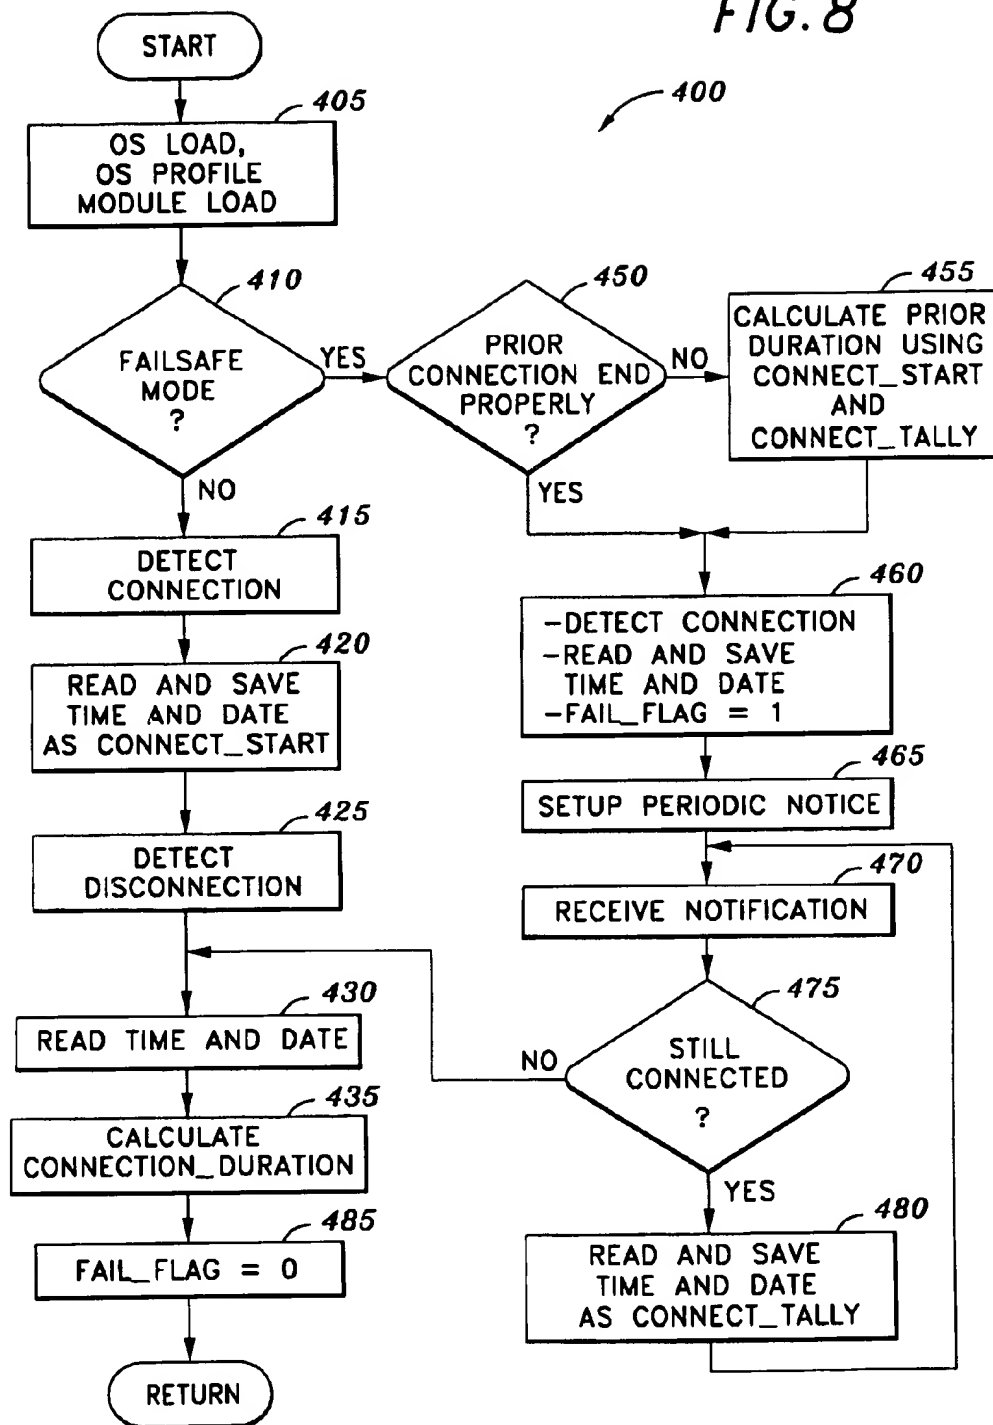 FIG. 8
START
400
405
OS LOAD,
OS PROFILE
MODULE LOAD
410
FAILSAFE
MODE
?
YES
NO
450
PRIOR
CONNECTION END
PROPERLY
?
NO
YES
455
CALCULATE PRIOR
DURATION USING
CONNECT_START
AND
CONNECT_TALLY
415
DETECT
CONNECTION
420
READ AND SAVE
TIME AND DATE
AS CONNECT_START
425
DETECT
DISCONNECTION
460
-DETECT CONNECTION
-READ AND SAVE
TIME AND DATE
-FAIL_FLAG = 1
465
SETUP PERIODIC NOTICE
470
RECEIVE NOTIFICATION
475
STILL
CONNECTED
?
NO
YES
480
READ AND SAVE
TIME AND DATE
AS CONNECT_TALLY
430
READ TIME AND DATE
435
CALCULATE
CONNECTION_DURATION
485
FAIL_FLAG = 0
RETURN